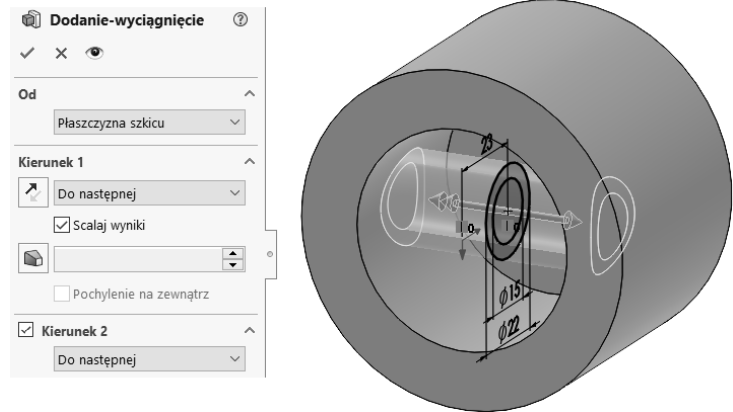 Dodanie-wyciągnięcie
Od
Płaszczyzna szkicu
Kierunek 1
Do następnej
Scalaj wyniki
Pochylenie na zewnątrz
Kierunek 2
Do następnej
23
ϕ15
ϕ22